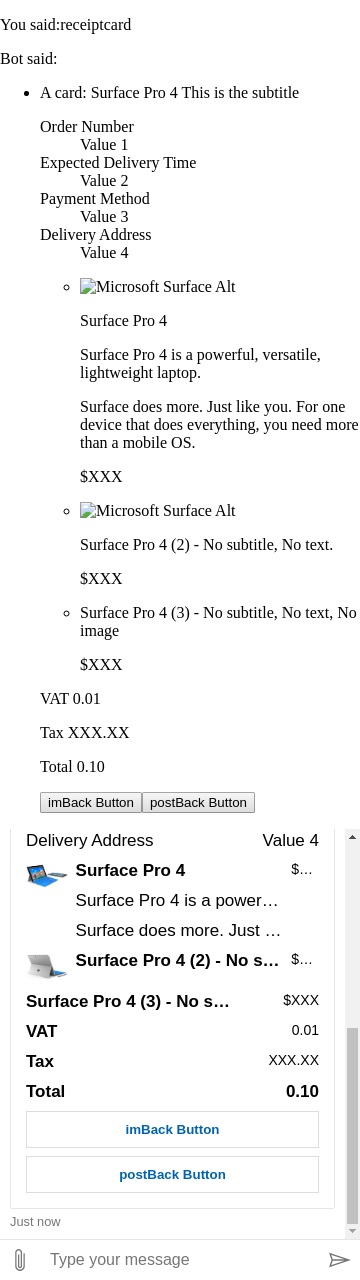 You said:receiptcard
Bot said:
A card: Surface Pro 4 This is the subtitle
Order Number
Value 1
Expected Delivery Time
Value 2
Payment Method
Value 3
Delivery Address
Value 4
Microsoft Surface Alt
Surface Pro 4
Surface Pro 4 is a powerful, versatile,
lightweight laptop.
Surface does more. Just like you. For one
device that does everything, you need more
than a mobile OS.
$XXX
Microsoft Surface Alt
Surface Pro 4 (2) - No subtitle, No text.
$XXX
Surface Pro 4 (3) - No subtitle, No text, No
image
$XXX
VAT 0.01
Tax XXX.XX
Total 0.10
imBack Button postBack Button
Delivery Address Value 4
Surface Pro 4 $…
Surface Pro 4 is a power…
Surface does more. Just …
Surface Pro 4 (2) - No s… $…
Surface Pro 4 (3) - No s… $XXX
VAT 0.01
Tax XXX.XX
Total 0.10
imBack Button
postBack Button
Just now
Type your message